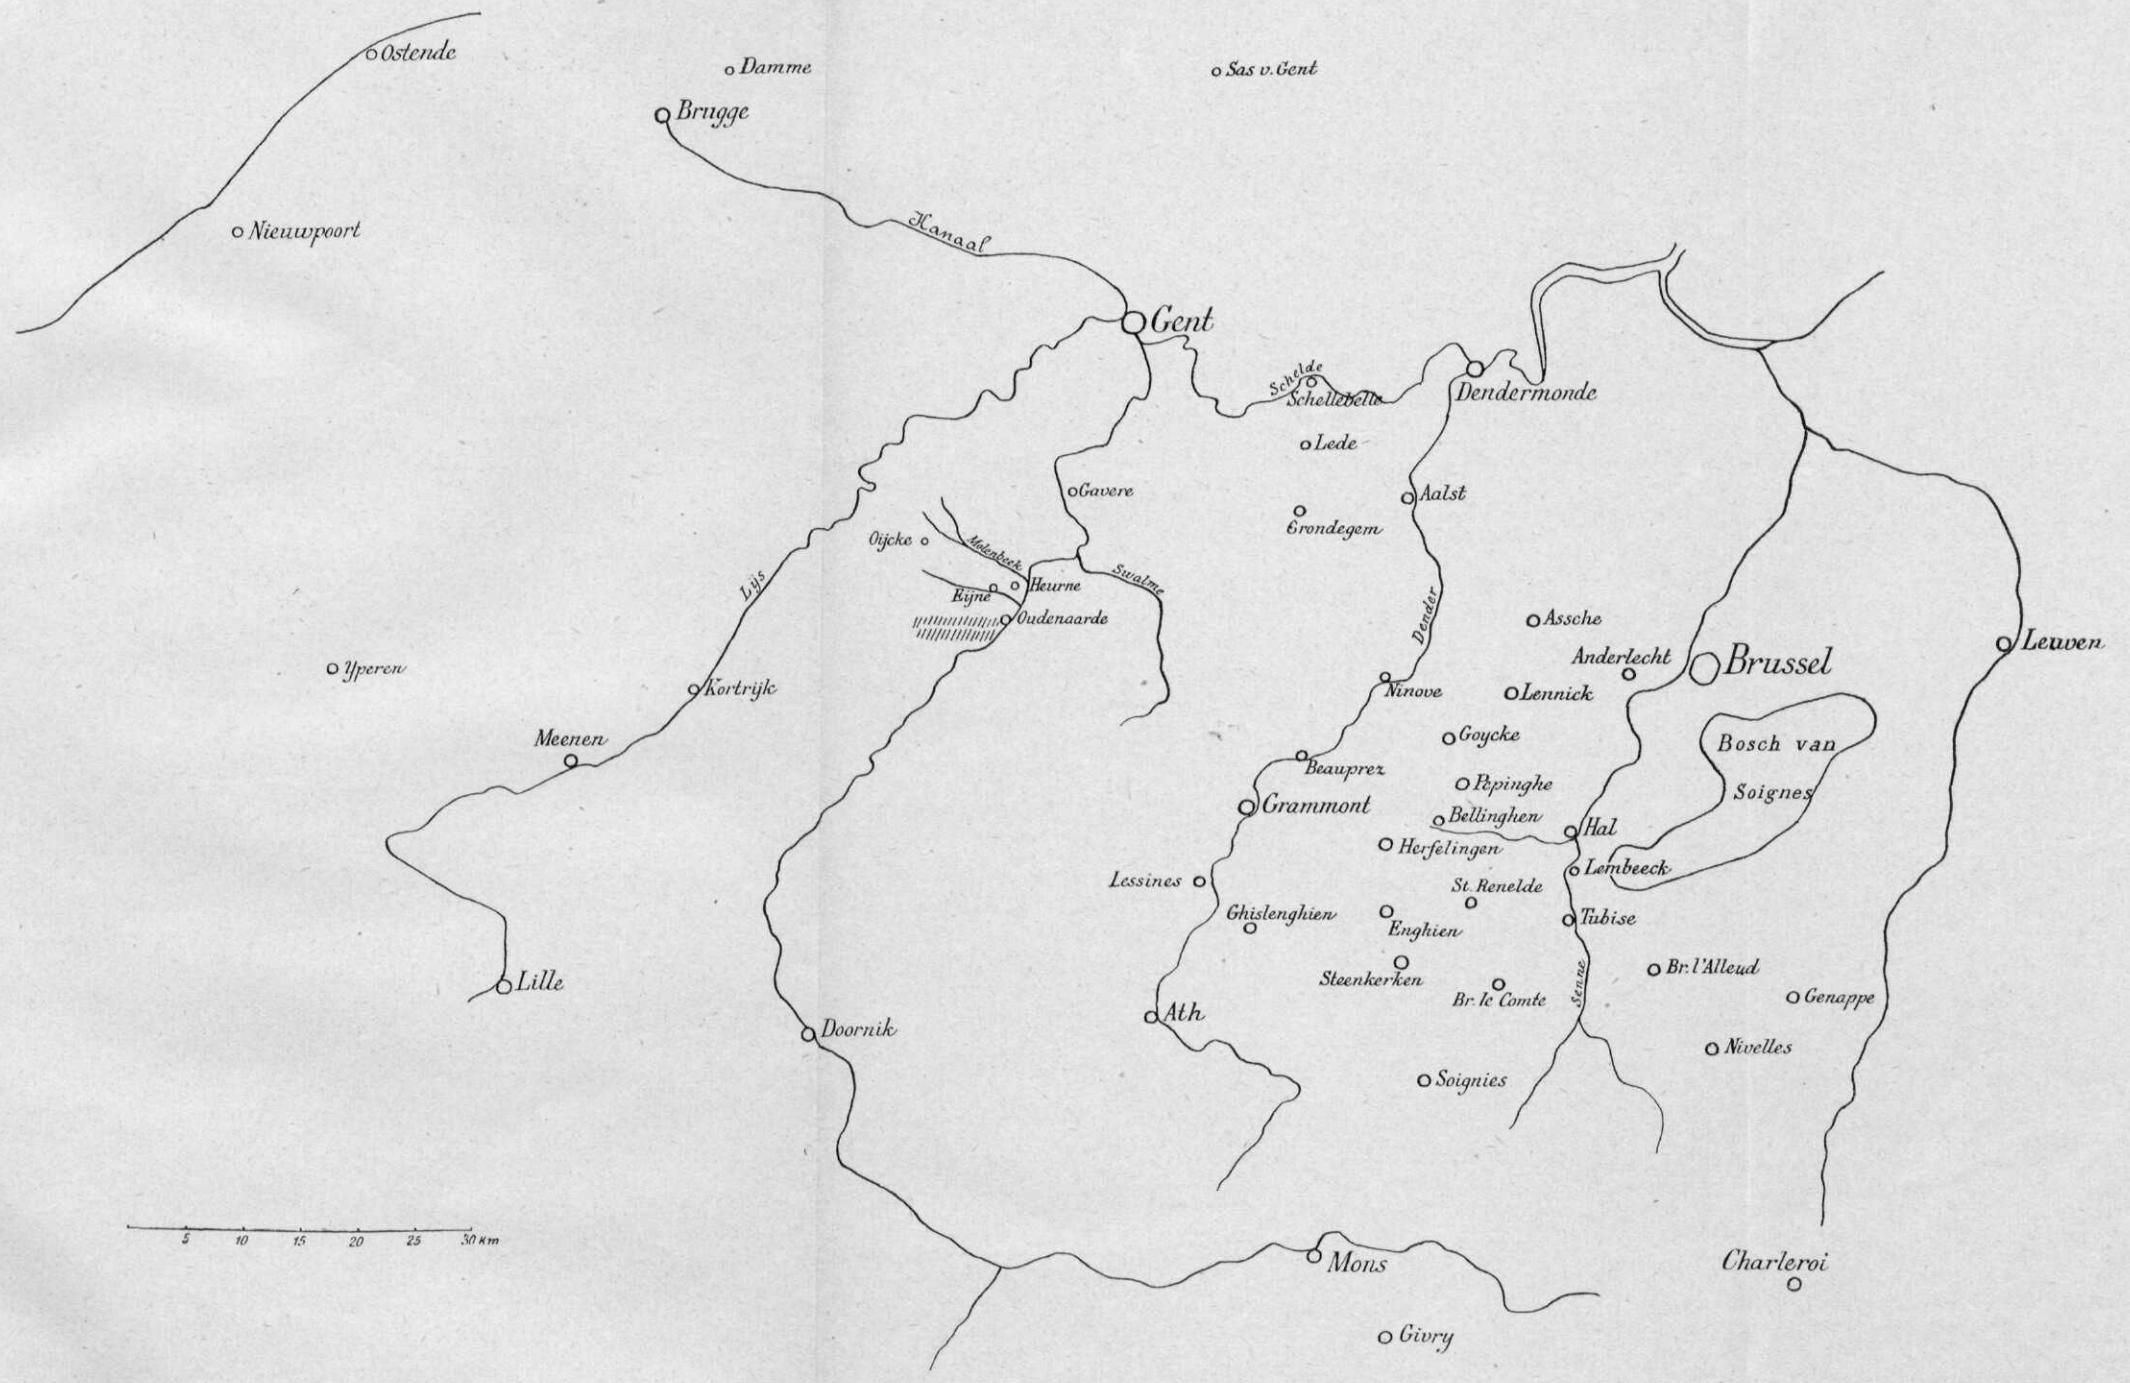 Ostende
Damme
Sas v. Gent
Brugge
Nieuwpoort
Kanaal
Gent
Schelde
Schellebelle
Dendermonde
Lede
Gavere
Aalst
Erondegem
Oijcke
Molenbeek
Heurne
Swalme
Eijne
Oudenaarde
Lijs
Dender
Assche
Anderlecht
Brussel
Leuven
Yperen
Kortrijk
Ninove
Lennick
Meenen
Goycke
Bosch van
Soignes
Beauprez
Pepinghe
Grammont
Bellinghen
Hal
Herfelingen
Lembeeck
Lessines
St. Renelde
Ghislenghien
Enghien
Tubise
Steenkerken
Br. l'Alleud
Lille
Br. le Comte
Senne
Genappe
Ath
Doornik
Nivelles
Soignies
5 10 15 20 25 30 Km
Mons
Charleroi
Givry